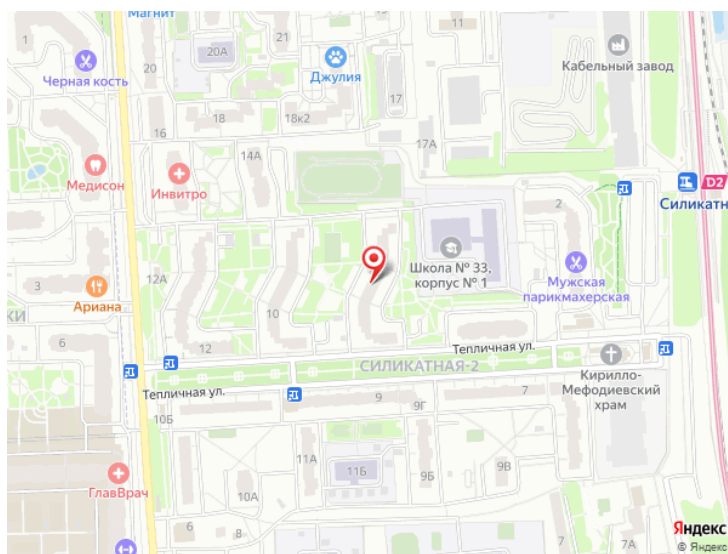 Магнит
11
20А
21
Кабельный завод
Черная кость
Джулия
20
17
18
18к2
16
17А
14А
Медисон
Инвитро
D2
Силикатн
2
Школа № 33,
корпус № 1
12А
3
Мужская
парикмахерская
Ариана
КИ
10
6
12
Тепличная ул.
СИЛИКАТНАЯ-2
Кирилло-
Мефодиевский
храм
Тепличная ул.
9
7
9Г
10Б
11А
11Б
9Б
9В
ГлавВрач
10А
6
8
Яндекс
© Яндекс